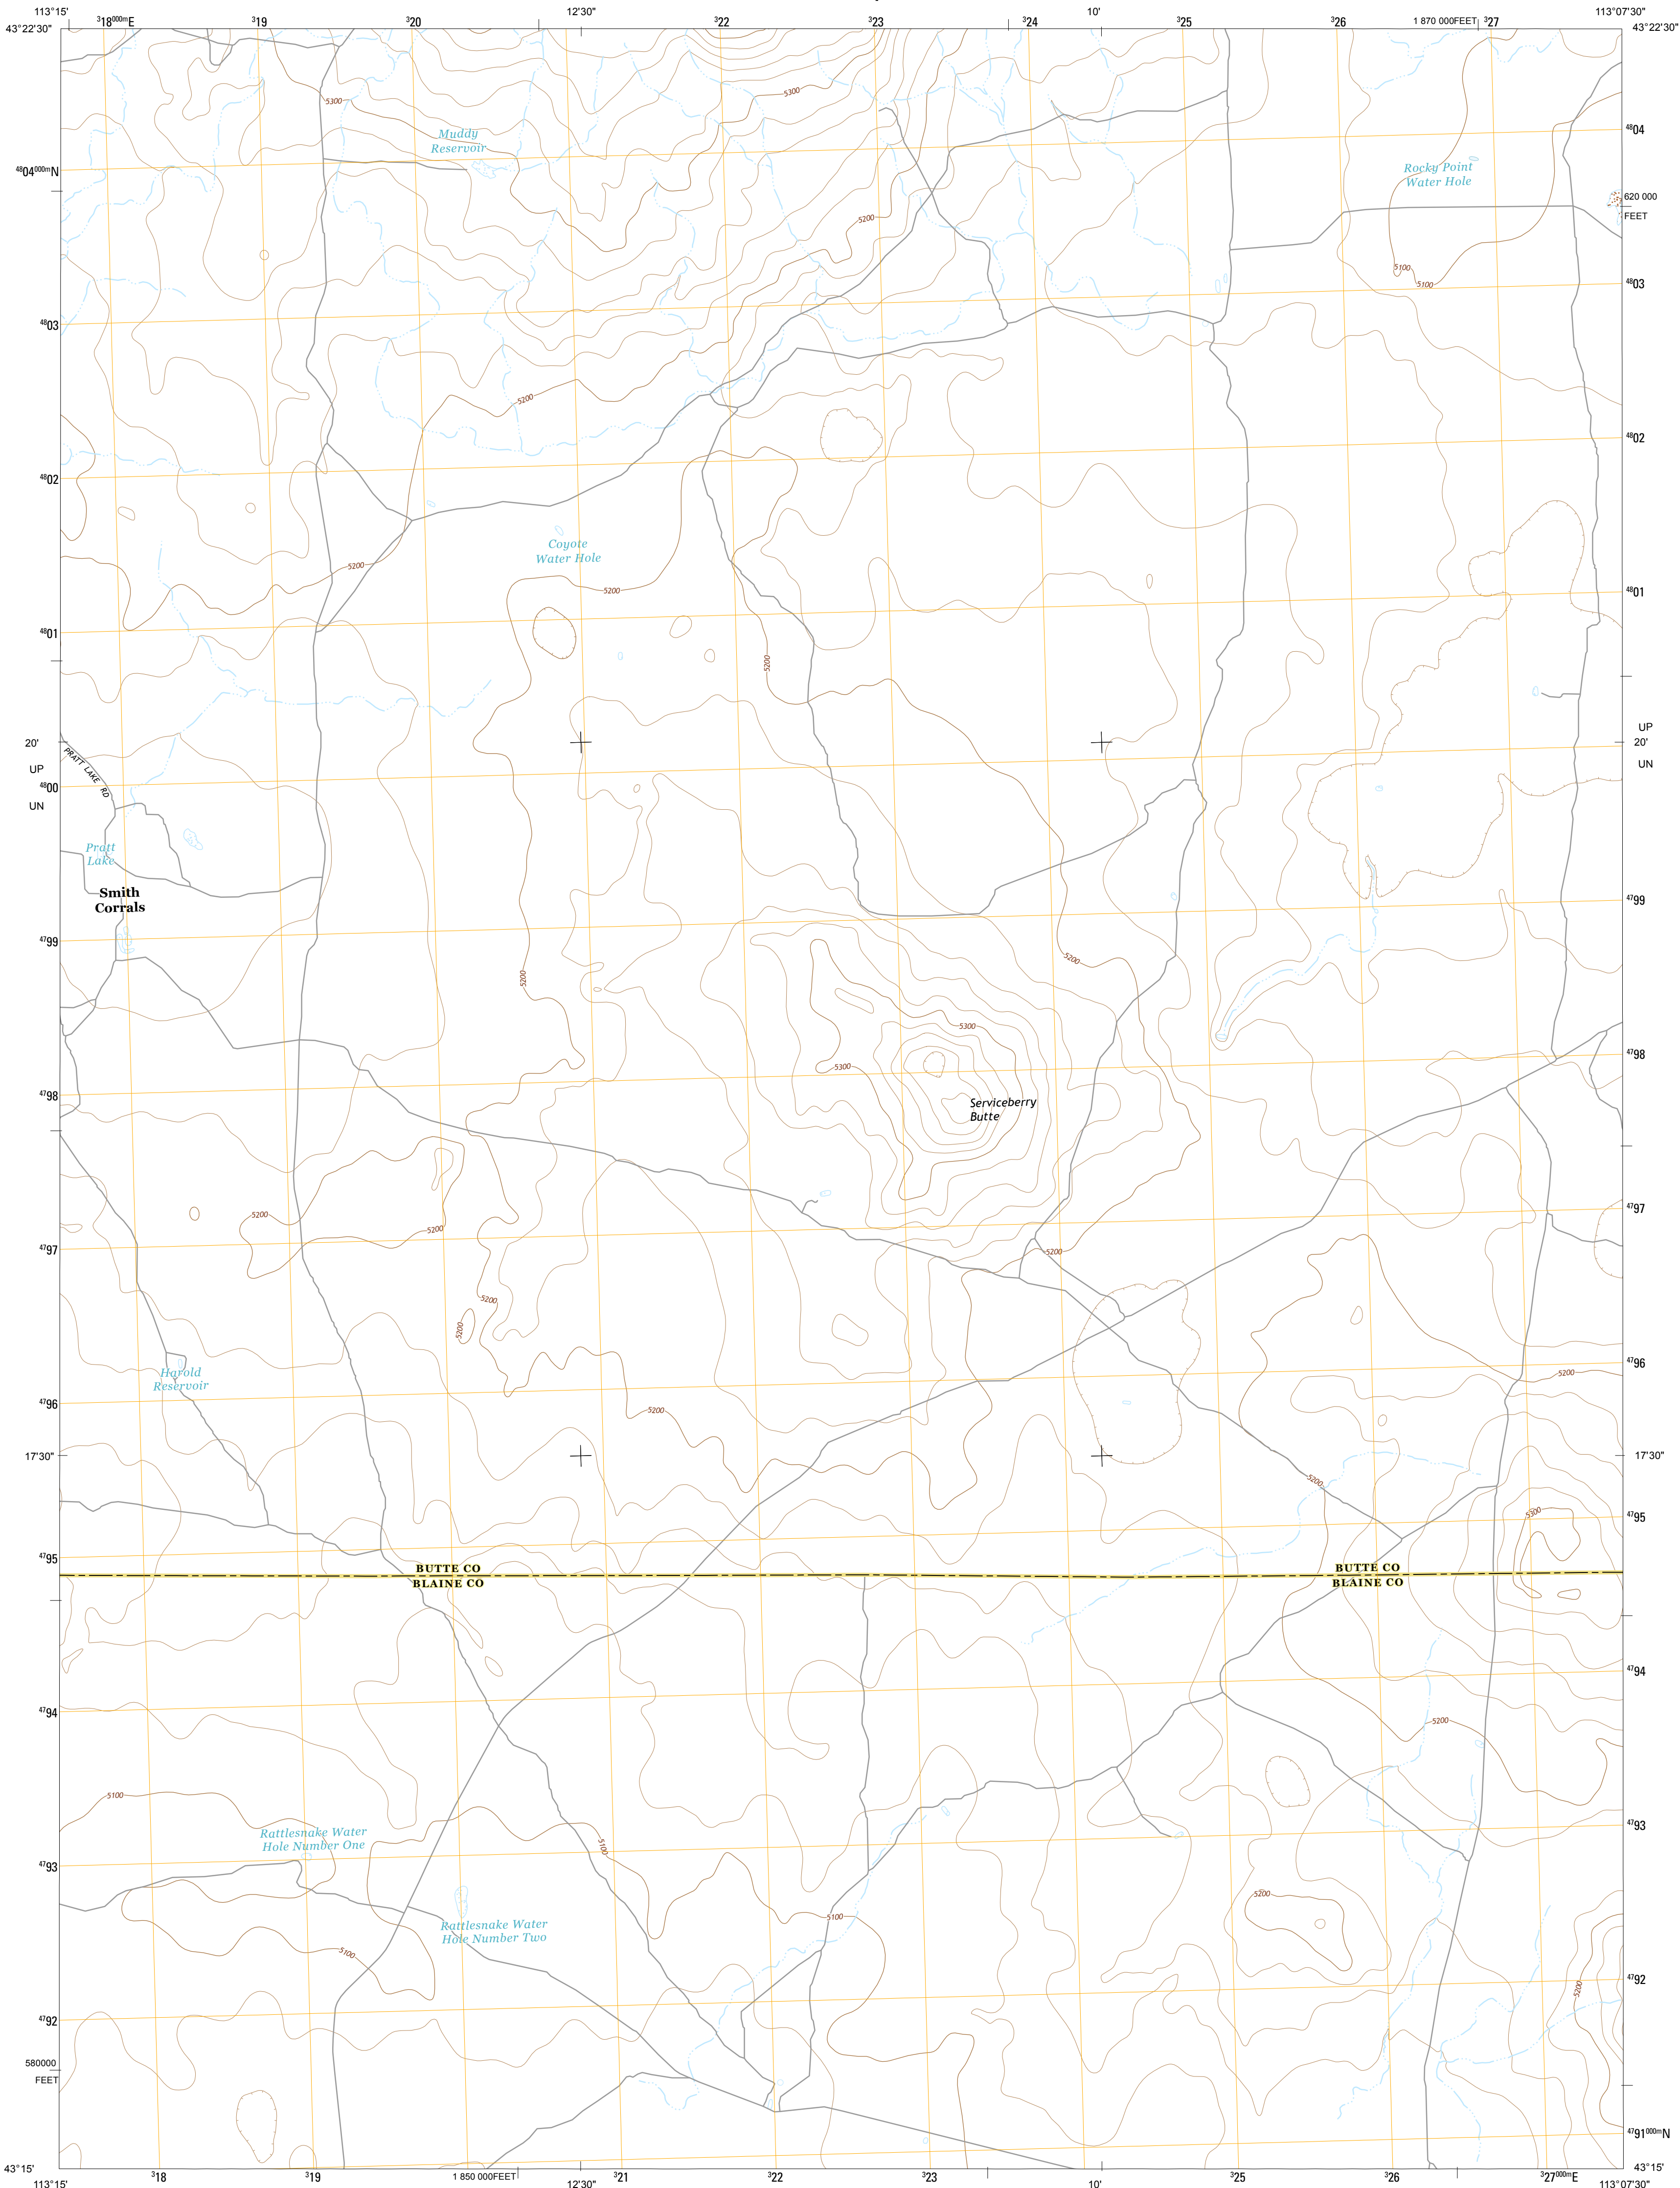 113°15'
³18⁰⁰⁰ᵐE
³19
³20
12'30"
³22
³23
10'
³24
³25
³26
1 870 000FEET
³27
113°07'30"
43°22'30"
43°22'30"
5300
5300
Muddy
Reservoir
⁴⁸04
⁴⁸04⁰⁰⁰ᵐN
Rocky Point
Water Hole
620 000
FEET
5200
5100
5100
⁴⁸03
⁴⁸03
5200
⁴⁸02
⁴⁸02
Coyote
Water Hole
5200
5200
⁴⁸01
⁴⁸01
5200
20'
UP
UN
UP
20'
UN
PRATT LAKE RD
⁴⁸00
Pratt
Lake
Smith
Corrals
⁴⁷99
⁴⁷99
5200
5200
5300
5300
⁴⁷98
⁴⁷98
Serviceberry
Butte
5200
5200
⁴⁷97
⁴⁷97
5200
5200
5200
Harold
Reservoir
⁴⁷96
⁴⁷96
5200
5200
17'30"
17'30"
5200
5300
⁴⁷95
⁴⁷95
BUTTE CO
BLAINE CO
BUTTE CO
BLAINE CO
⁴⁷94
⁴⁷94
5200
5100
Rattlesnake Water
Hole Number One
5100
⁴⁷93
⁴⁷93
5200
5100
Rattlesnake Water
Hole Number Two
5100
5200
⁴⁷92
⁴⁷92
580000
FEET
⁴⁷91⁰⁰⁰ᵐN
43°15'
43°15'
113°15'
³18
³19
1 850 000FEET
12'30"
³21
³22
³23
10'
³25
³26
³27⁰⁰⁰ᵐE
113°07'30"